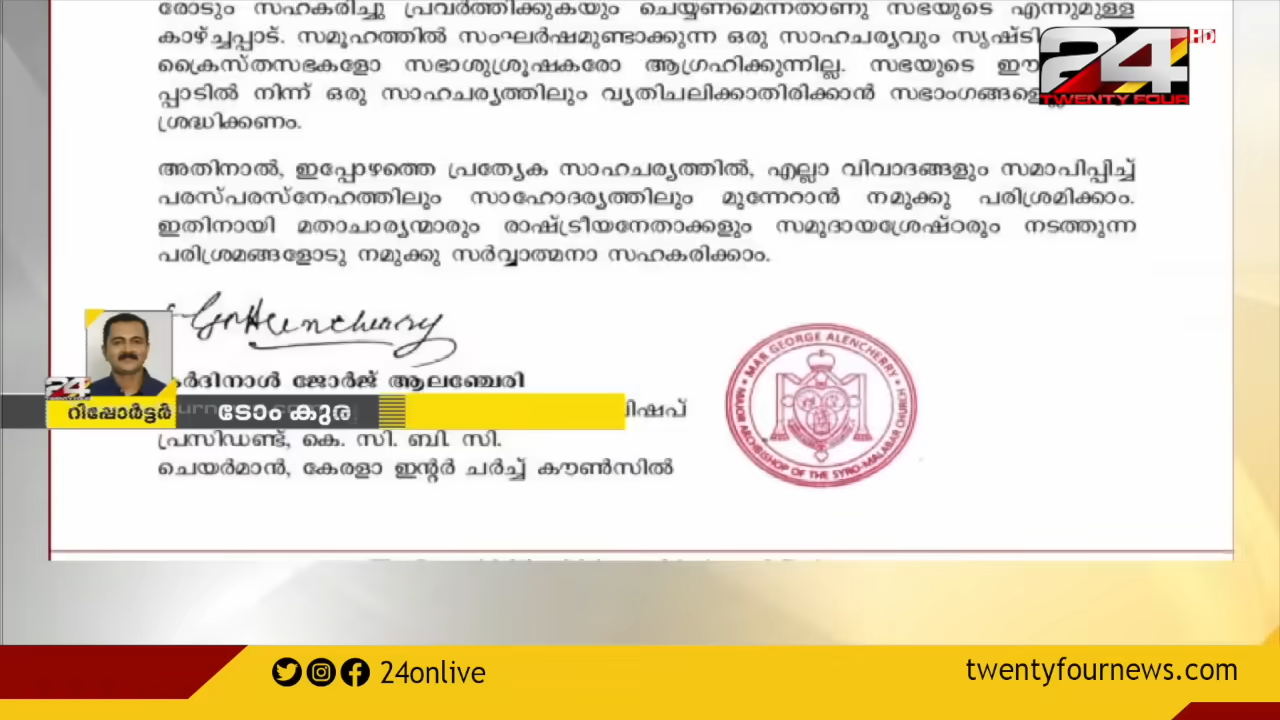 രോടും സഹകരിച്ചു പ്രവർത്തിക്കുകയും ചെയ്യണമെന്നതാണു സഭയുടെ എന്നുമുള്ള
കാഴ്ച്ചപ്പാട്. സമൂഹത്തിൽ സംഘർഷമുണ്ടാക്കുന്ന ഒരു സാഹചര്യവും
ക്രൈസ്തസഭകളോ സഭാശുശ്രൂഷകരോ ആഗ്രഹിക്കുന്നില്ല. സഭയുടെ ഈ
പ്പാടിൽ നിന്ന് ഒരു സാഹചര്യത്തിലും വ്യതിചലിക്കാതിരിക്കാൻ
ശ്രദ്ധിക്കണം.
24 HD
TWENTY FOUR
അതിനാൽ, ഇപ്പോഴത്തെ പ്രത്യേക സാഹചര്യത്തിൽ, എല്ലാ വിവാദങ്ങളും സമാപിപ്പിച്ച്
പരസ്പരസ്നേഹത്തിലും സാഹോദര്യത്തിലും മുന്നേറാൻ നമുക്കു പരിശ്രമിക്കാം.
ഇതിനായി മതാചാര്യന്മാരും രാഷ്ട്രീയനേതാക്കളും സമുദായശ്രേഷ്ഠരും നടത്തുന്ന
പരിശ്രമങ്ങളോടു നമുക്കു സർവ്വാത്മനാ സഹകരിക്കാം.
ജോർജ് ആലഞ്ചേരി
24
റിപ്പോർട്ടർ ടോം കുര
പ്രസിഡണ്ട്, കെ. സി. ബി. സി.
ചെയർമാൻ, കേരളാ ഇന്റർ ചർച്ച് കൗൺസിൽ
MAR GEORGE ALENCHERRY
MAJOR ARCHBISHOP OF THE SYRO-MALABAR CHURCH
24onlive
twentyfournews.com